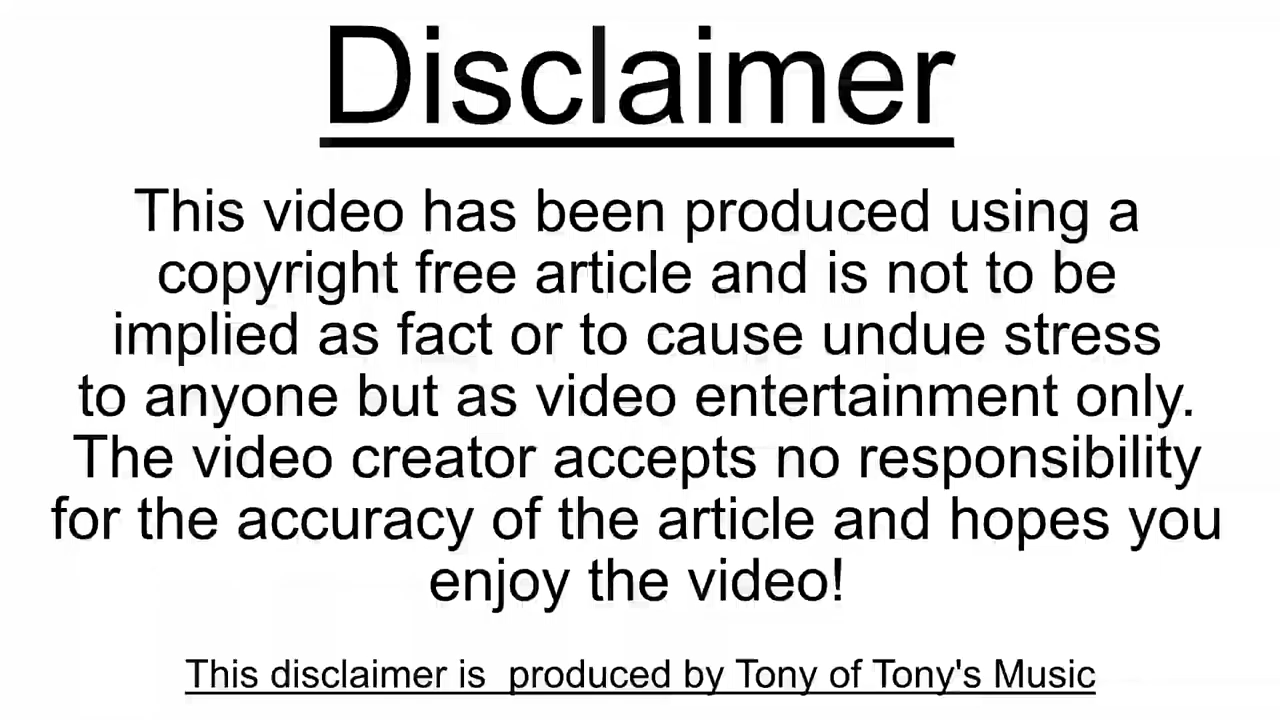 Disclaimer
This video has been produced using a
copyright free article and is not to be
implied as fact or to cause undue stress
to anyone but as video entertainment only.
The video creator accepts no responsibility
for the accuracy of the article and hopes you
enjoy the video!
This disclaimer is  produced by Tony of Tony's Music